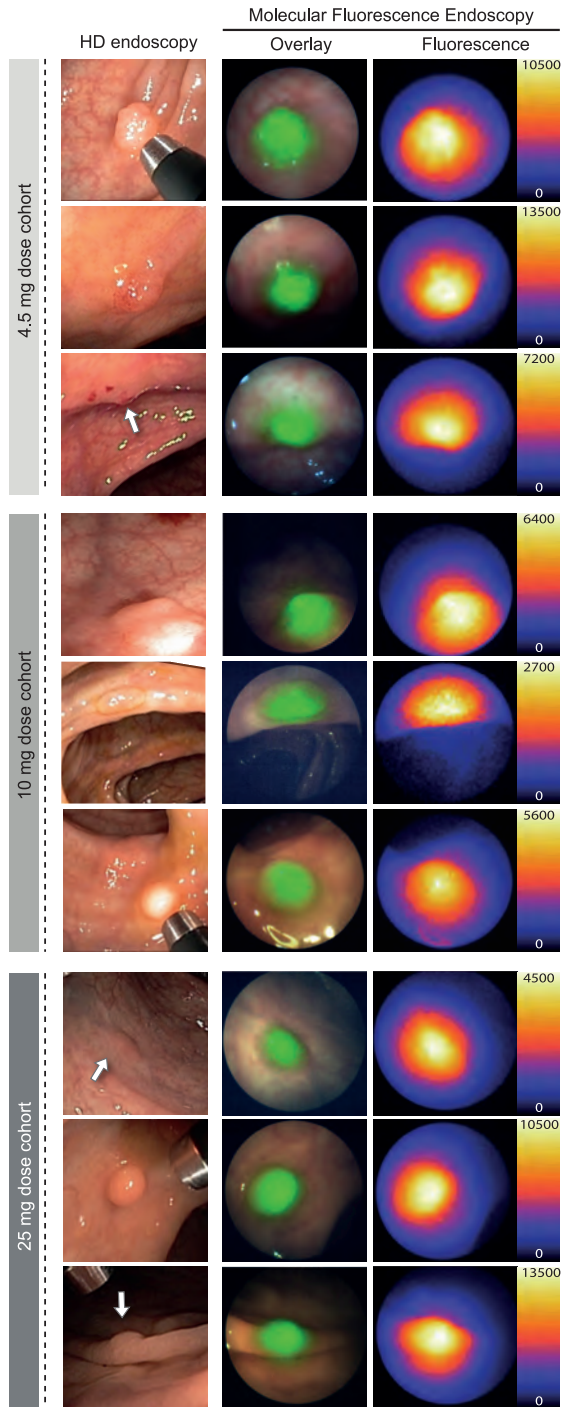 Molecular Fluorescence Endoscopy
HD endoscopy
Overlay
Fluorescence
4.5 mg dose cohort
10500
0
13500
0
7200
0
10 mg dose cohort
6400
0
2700
0
5600
0
25 mg dose cohort
4500
0
10500
0
13500
0